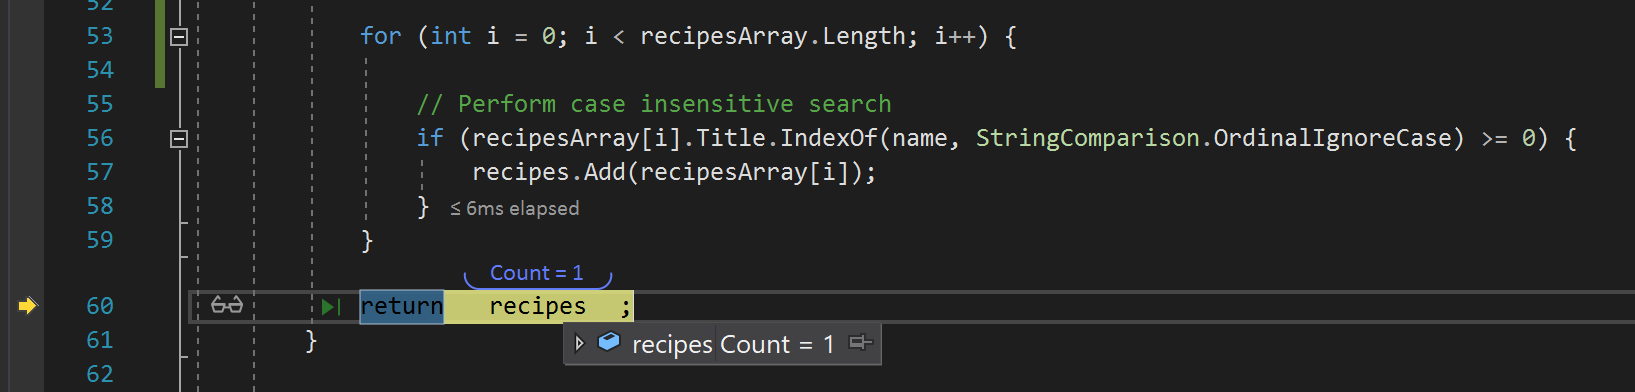 52
53 for (int i = 0; i < recipesArray.Length; i++) {
54
55 // Perform case insensitive search
56 if (recipesArray[i].Title.IndexOf(name, StringComparison.OrdinalIgnoreCase) >= 0) {
57 recipes.Add(recipesArray[i]);
58 } ≤ 6ms elapsed
59 }
Count = 1
60 return recipes ;
recipes Count = 1
61 }
62